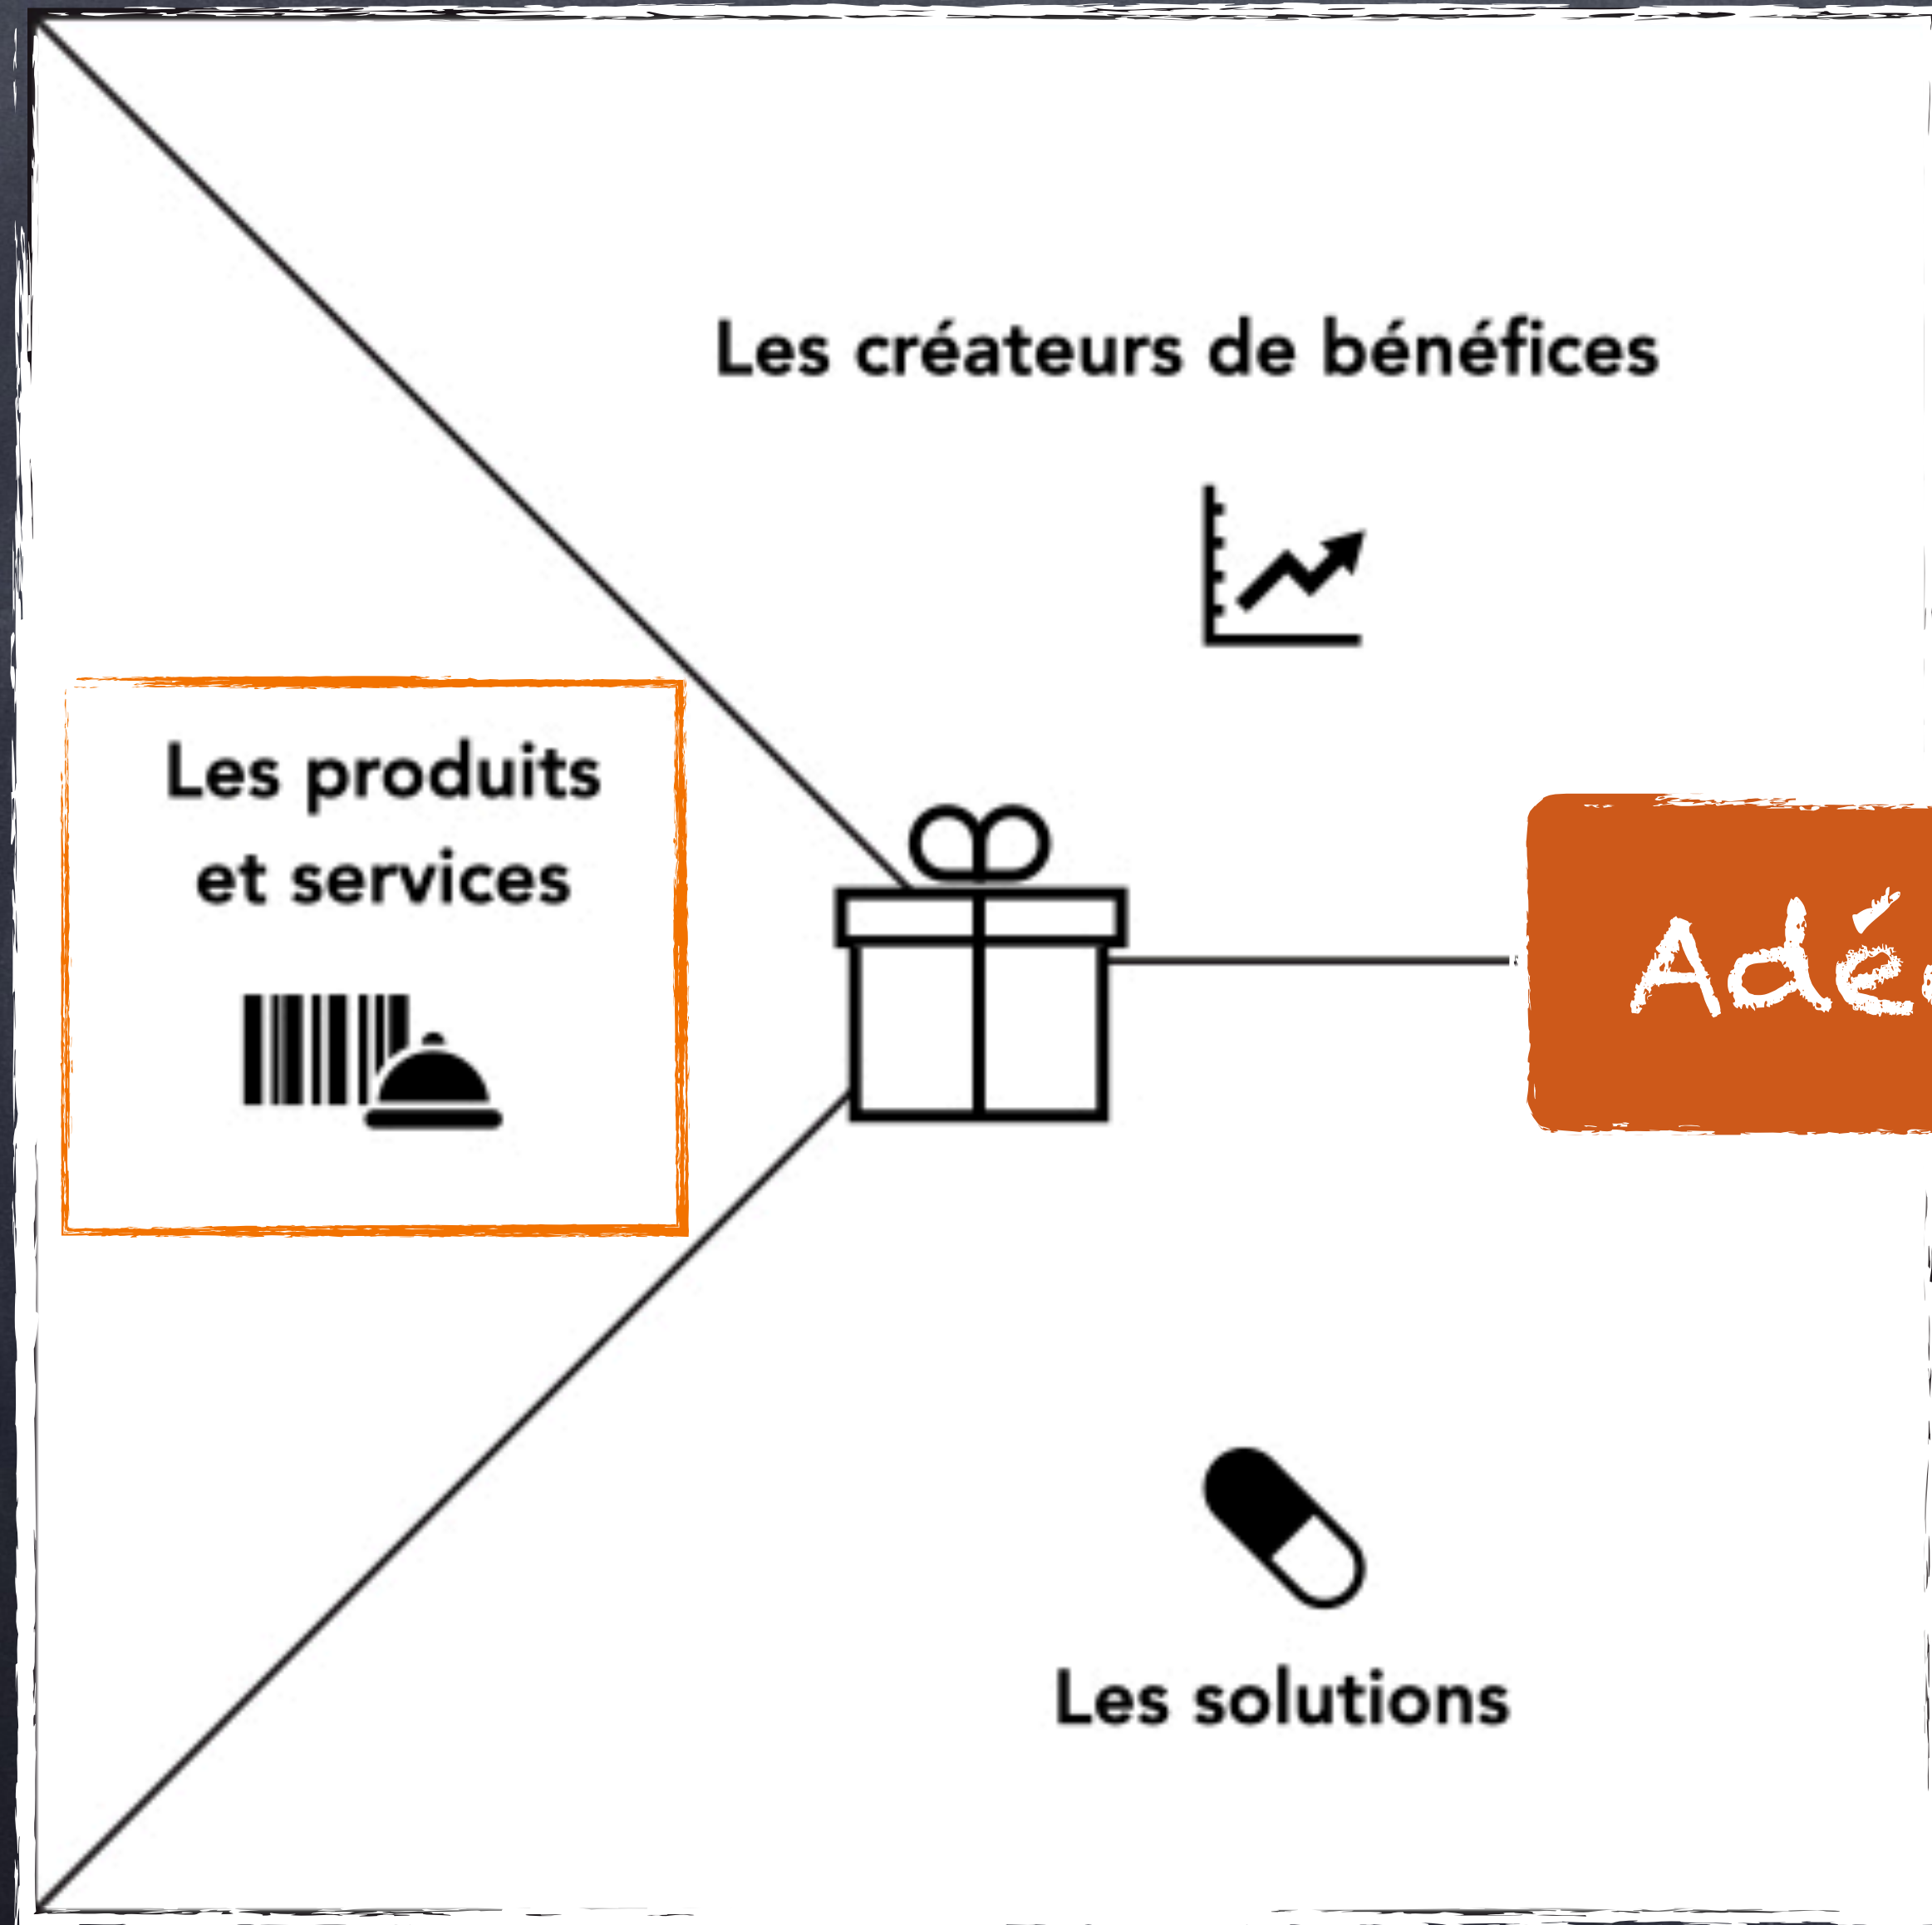 Les créateurs de bénéfices
Les produits
et services
Les solutions